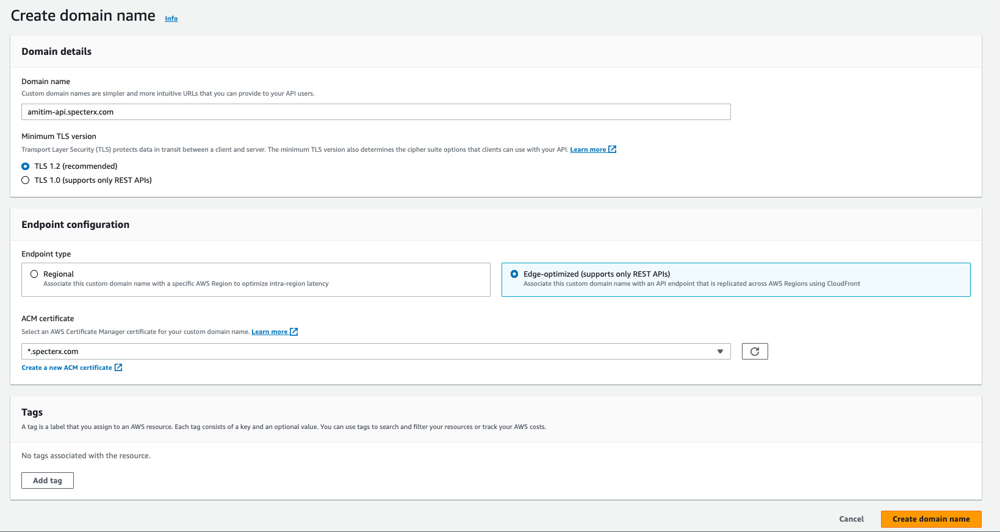 Create domain name Info
Domain details
Domain name
Custom domain names are simpler and more intuitive URLs that you can provide to your API users.
amitim-api.specterx.com
Minimum TLS version
Transport Layer Security (TLS) protects data in transit between a client and server. The minimum TLS version also determines the cipher suite options that clients can use with your API. Learn more
TLS 1.2 (recommended)
TLS 1.0 (supports only REST APIs)
Endpoint configuration
Endpoint type
Regional
Associate this custom domain name with a specific AWS Region to optimize intra-region latency
Edge-optimized (supports only REST APIs)
Associate this custom domain name with an API endpoint that is replicated across AWS Regions using CloudFront
ACM certificate
Select an AWS Certificate Manager certificate for your custom domain name. Learn more
*.specterx.com
Create a new ACM certificate
Tags
A tag is a label that you assign to an AWS resource. Each tag consists of a key and an optional value. You can use tags to search and filter your resources or track your AWS costs.
No tags associated with the resource.
Add tag
Cancel Create domain name